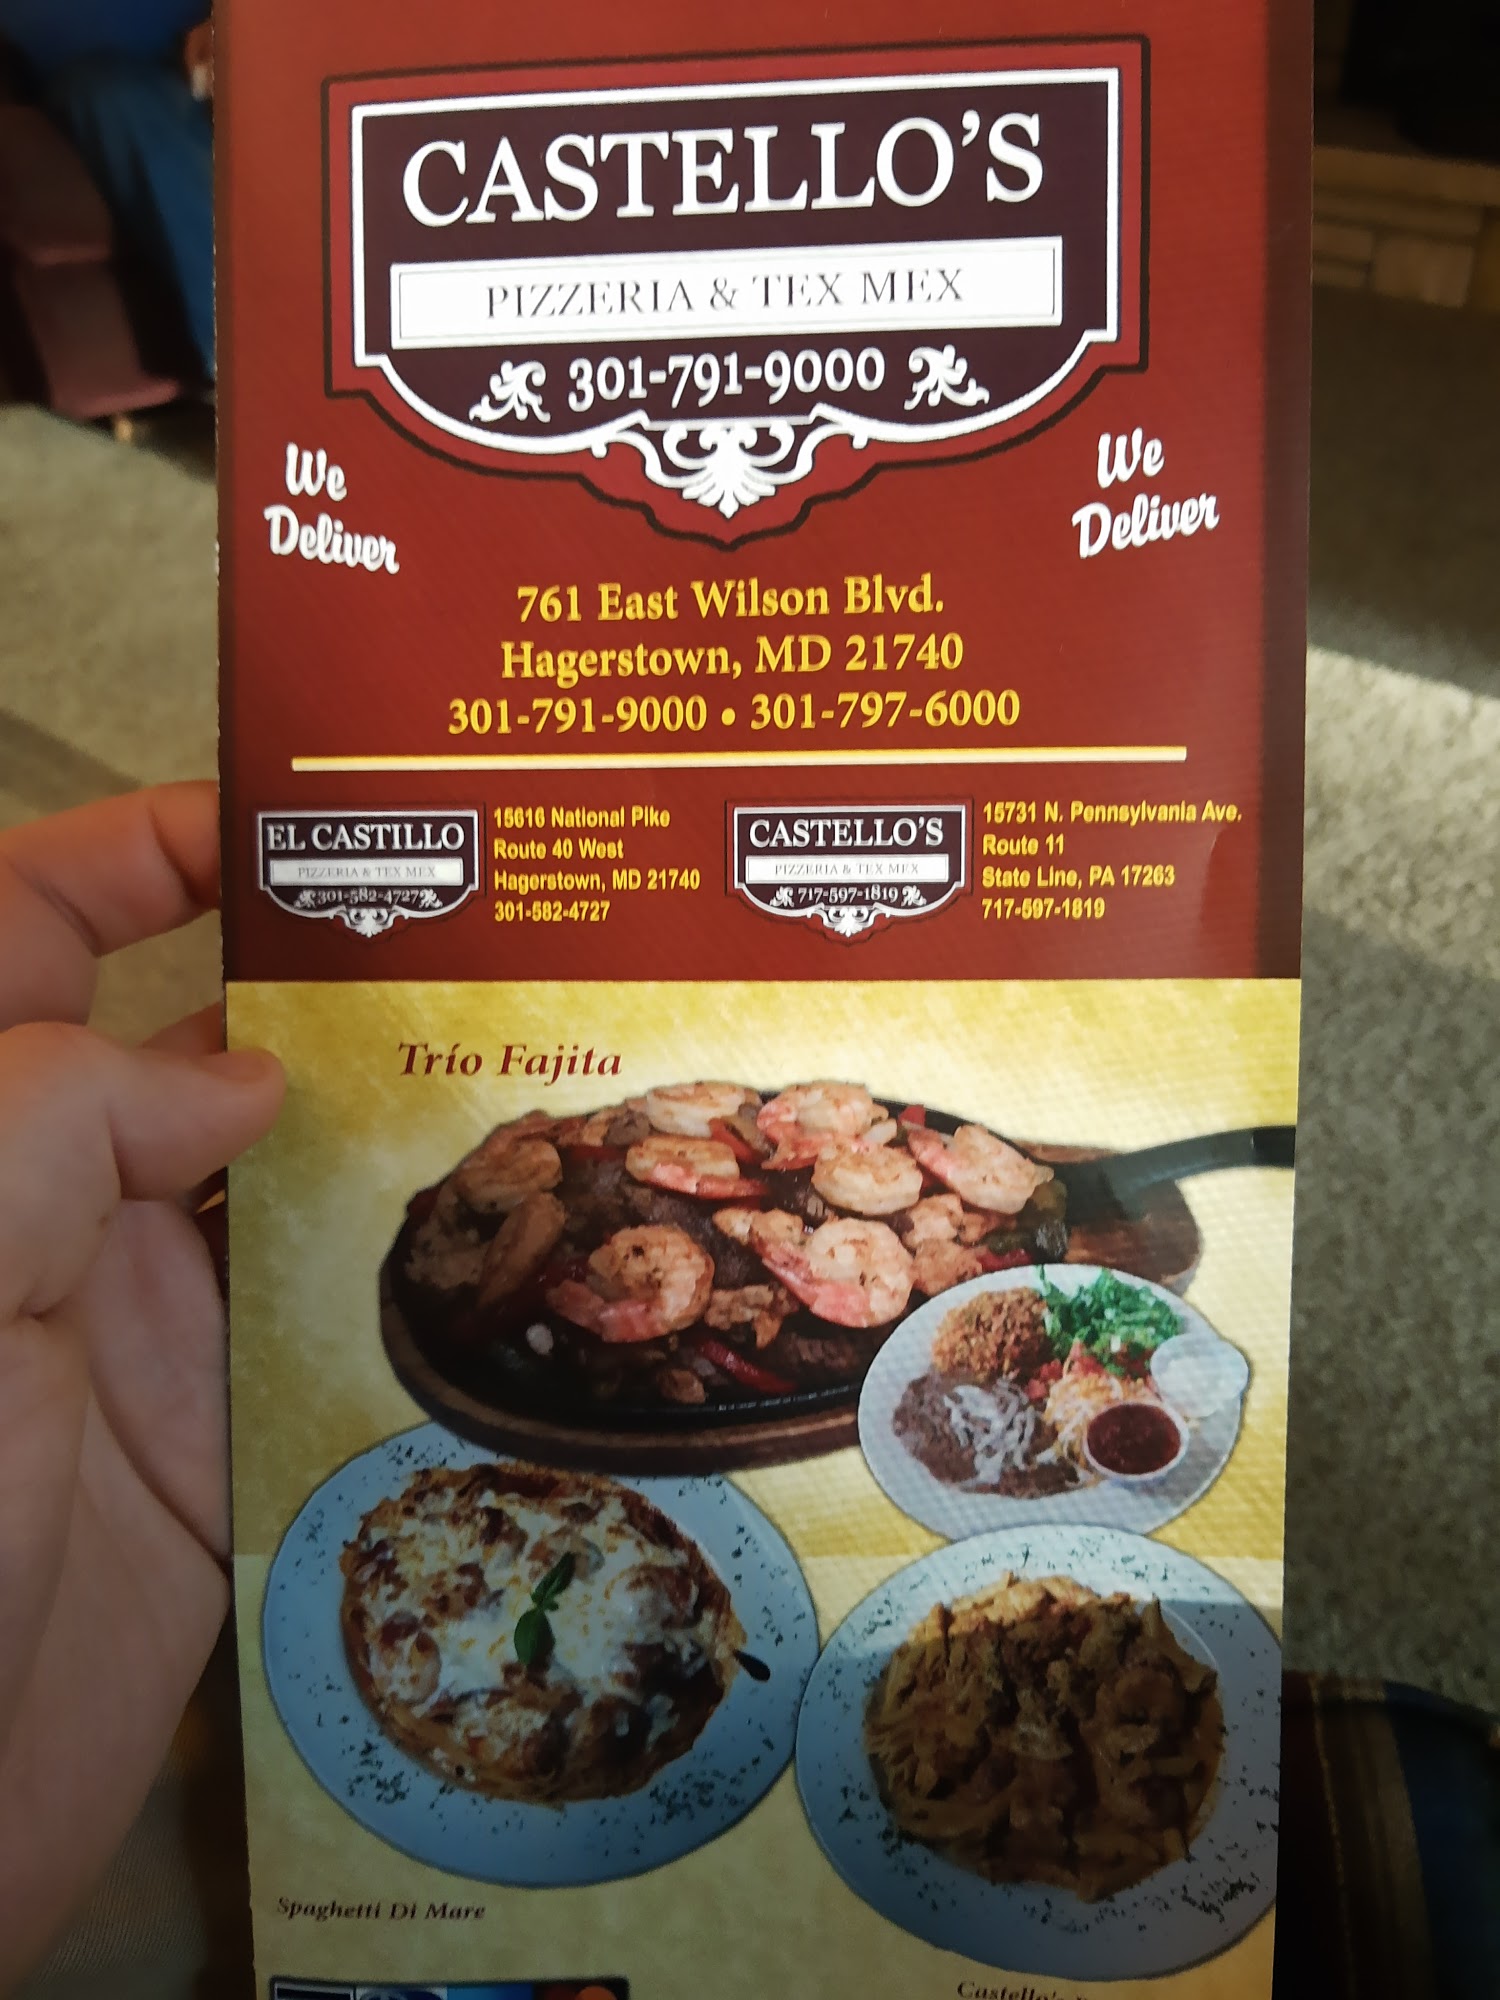 CASTELLO'S
PIZZERIA & TEX MEX
301-791-9000
We
Deliver
We
Deliver
761 East Wilson Blvd.
Hagerstown, MD 21740
301-791-9000 • 301-797-6000
EL CASTILLO
PIZZERIA & TEX MEX
301-582-4727
15616 National Pike
Route 40 West
Hagerstown, MD 21740
301-582-4727
CASTELLO'S
PIZZERIA & TEX MEX
717-597-1819
15731 N. Pennsylvania Ave.
Route 11
State Line, PA 17263
717-597-1819
Trío Fajita
Spaghetti Di Mare
Castello's